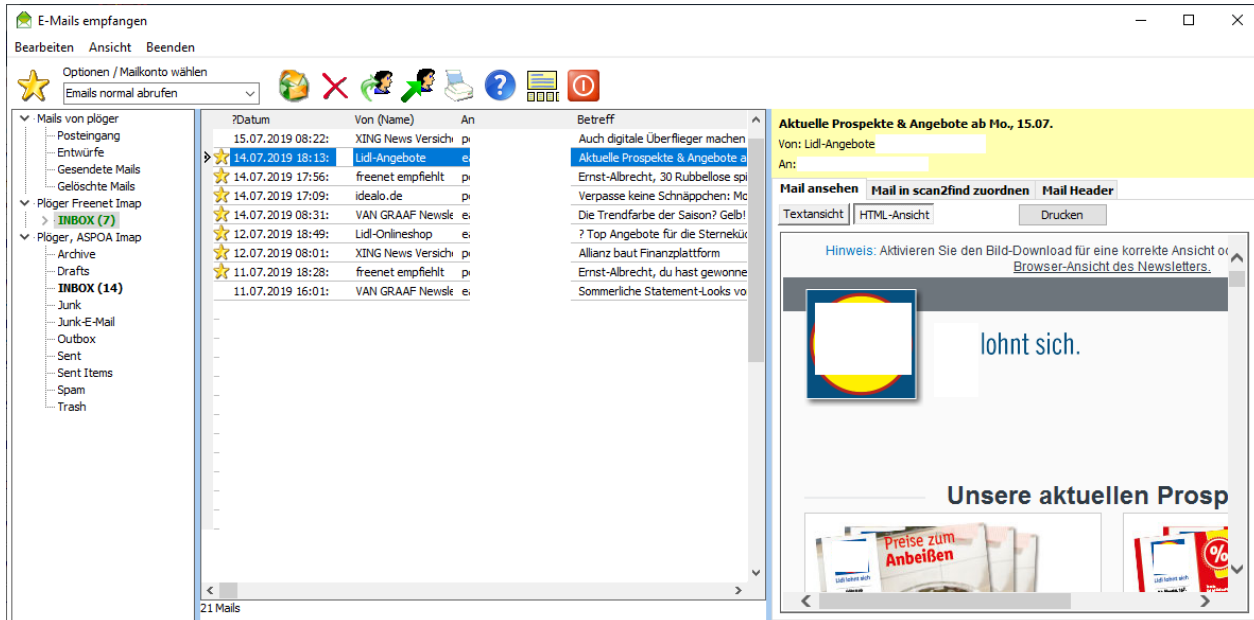 E-Mails empfangen
Bearbeiten Ansicht Beenden
Optionen / Mailkonto wählen
Emails normal abrufen
Mails von plöger
Posteingang
Entwürfe
Gesendete Mails
Gelöschte Mails
Plöger Freenet Imap
INBOX (7)
Plöger, ASPOA Imap
Archive
Drafts
INBOX (14)
Junk
Junk-E-Mail
Outbox
Sent
Sent Items
Spam
Trash
?Datum Von (Name) An Betreff
15.07.2019 08:22: XING News Versich Auch digitale Überflieger machen
14.07.2019 18:13: Lidl-Angebote Aktuelle Prospekte & Angebote a
14.07.2019 17:56: freenet empfiehlt Ernst-Albrecht, 30 Rubbellose spi
14.07.2019 17:09: idealo.de Verpasse keine Schnäppchen: Mo
14.07.2019 08:31: VAN GRAAF Newsle Die Trendfarbe der Saison? Gelb!
12.07.2019 18:49: Lidl-Onlineshop ? Top Angebote für die Sterneküc
12.07.2019 08:01: XING News Versich Allianz baut Finanzplattform
11.07.2019 18:28: freenet empfiehlt Ernst-Albrecht, du hast gewonne
11.07.2019 16:01: VAN GRAAF Newsle Sommerliche Statement-Looks vo
21 Mails
Aktuelle Prospekte & Angebote ab Mo., 15.07.
Von: Lidl-Angebote
An:
Mail ansehen Mail in scan2find zuordnen Mail Header
Textansicht HTML-Ansicht Drucken
Hinweis: Aktivieren Sie den Bild-Download für eine korrekte Ansicht od
Browser-Ansicht des Newsletters.
lohnt sich.
Unsere aktuellen Prosp
Preise zum
Anbeißen
%
Lidl lohnt sich